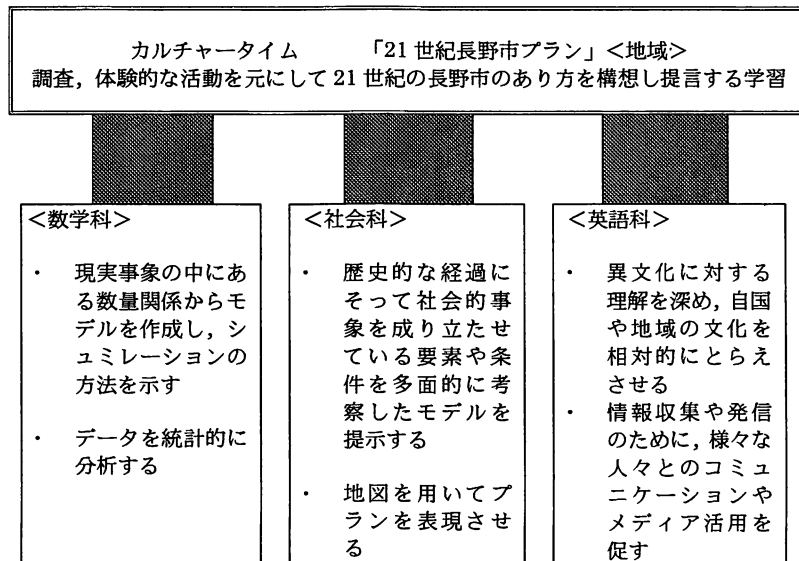 カルチャータイム 「21 世紀長野市プラン」＜地域＞
調査，体験的な活動を元にして 21 世紀の長野市のあり方を構想し提言する学習
＜数学科＞
・ 現実事象の中にあ
る数量関係からモ
デルを作成し，シ
ュミレーションの
方法を示す
・ データを統計的に
分析する
＜社会科＞
・ 歴史的な経過に
そって社会的事
象を成り立たせ
ている要素や条
件を多面的に考
察したモデルを
提示する
・ 地図を用いてプ
ランを表現させ
る
＜英語科＞
・ 異文化に対する
理解を深め，自国
や地域の文化を
相対的にとらえ
させる
・ 情報収集や発信
のために，様々な
人々とのコミュ
ニケーションや
メディア活用を
促す